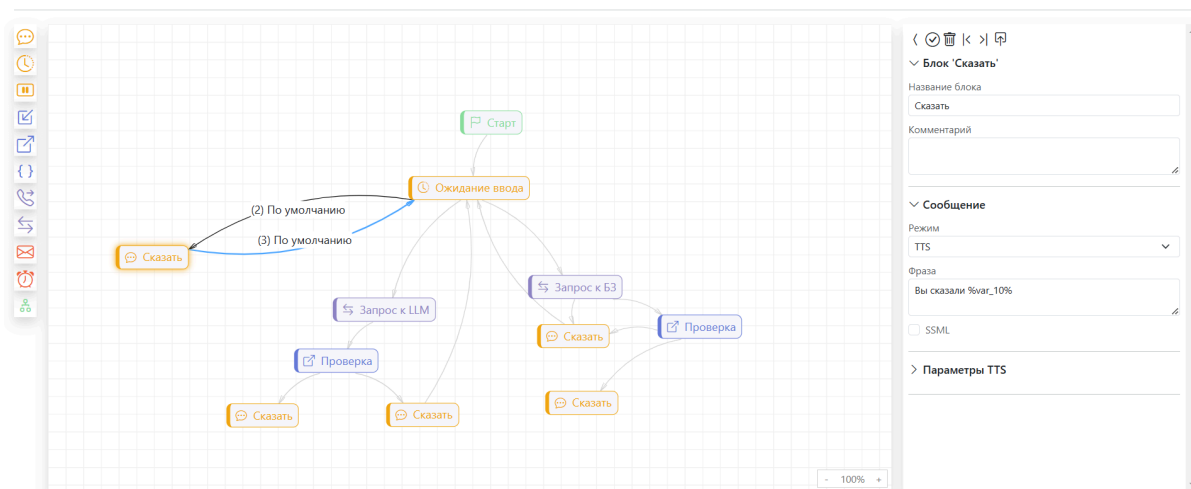 Старт
Ожидание ввода
(2) По умолчанию
(3) По умолчанию
Сказать
Запрос к БЗ
Запрос к LLM
Проверка
Сказать
Проверка
Сказать
Сказать
Сказать
- 100% +
Блок 'Сказать'
Название блока
Сказать
Комментарий
Сообщение
Режим
TTS
Фраза
Вы сказали %var_10%
SSML
Параметры TTS